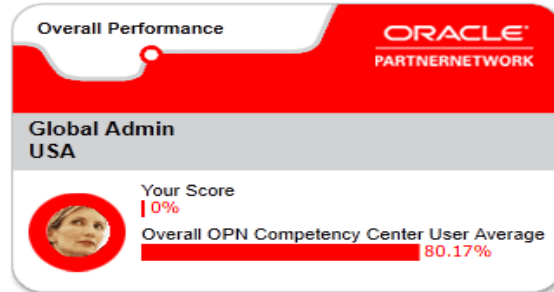 Overall Performance
ORACLE
PARTNERNETWORK
Global Admin
USA
Your Score
0%
Overall OPN Competency Center User Average
80.17%